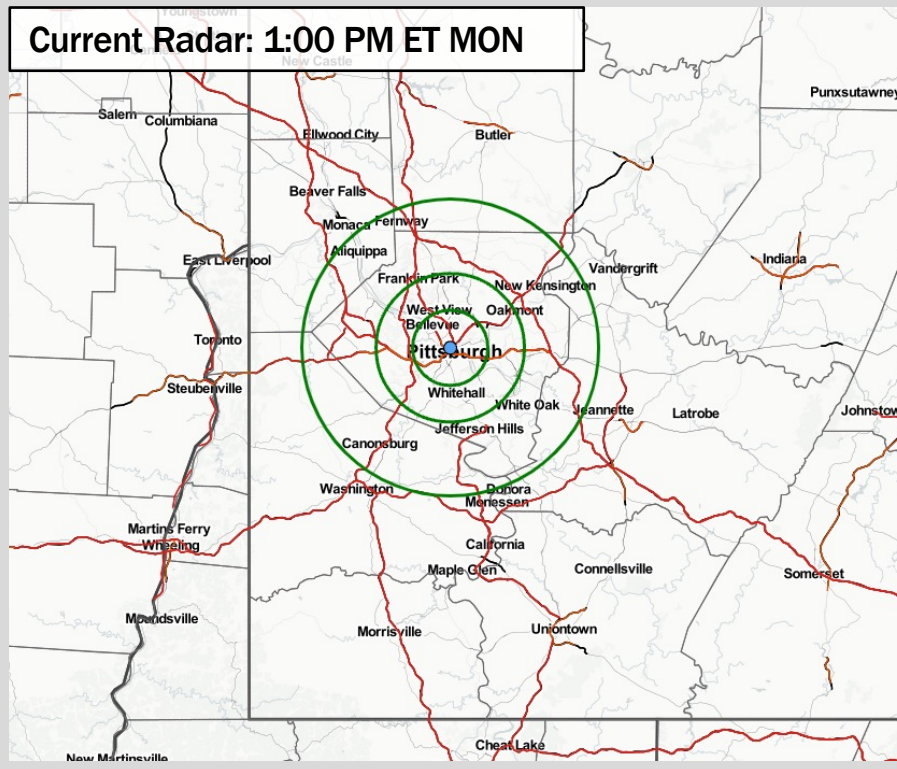 Youngstown
Current Radar: 1:00 PM ET MON
New Castle
Punxsutawney
Salem
Columbiana
Ellwood City
Butler
Beaver Falls
Monaca
Fernway
Aliquippa
East Liverpool
Indiana
Vandergrift
Franklin Park
New Kensington
West View
Oakmont
Bellevue
Toronto
Pittsburgh
Steubenville
Whitehall
White Oak
Jeannette
Latrobe
Johnstow
Jefferson Hills
Canonsburg
Washington
Donora
Monessen
Martins Ferry
Wheeling
California
Maple Glen
Connellsville
Somerset
Moundsville
Morrisville
Uniontown
Cheat Lake
New Martinsville